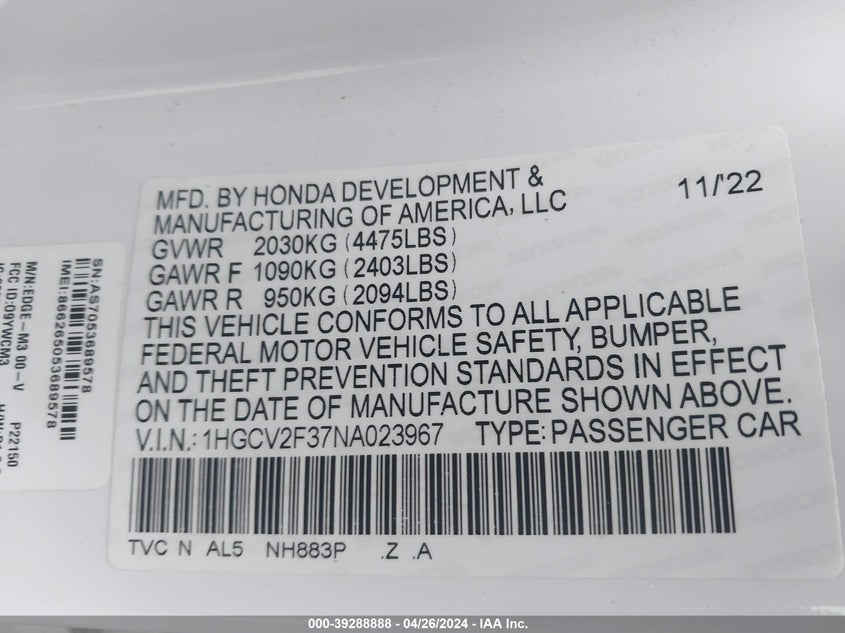 MFD. BY HONDA DEVELOPMENT &
MANUFACTURING OF AMERICA, LLC
11/'22
GVWR 2030KG (4475LBS)
GAWR F 1090KG (2403LBS)
GAWR R 950KG (2094LBS)
THIS VEHICLE CONFORMS TO ALL APPLICABLE
FEDERAL MOTOR VEHICLE SAFETY, BUMPER,
AND THEFT PREVENTION STANDARDS IN EFFECT
ON THE DATE OF MANUFACTURE SHOWN ABOVE.
V.I.N.: 1HGCV2F37NA023967 TYPE: PASSENGER CAR
TVC N AL5 NH883P .Z .A
SN:AS7053689578
IMEI:866265053689578
M/N:EDGE-M3 00-V P22150
FCC ID:O9YWCM3
000-39288888 - 04/26/2024 - IAA Inc.